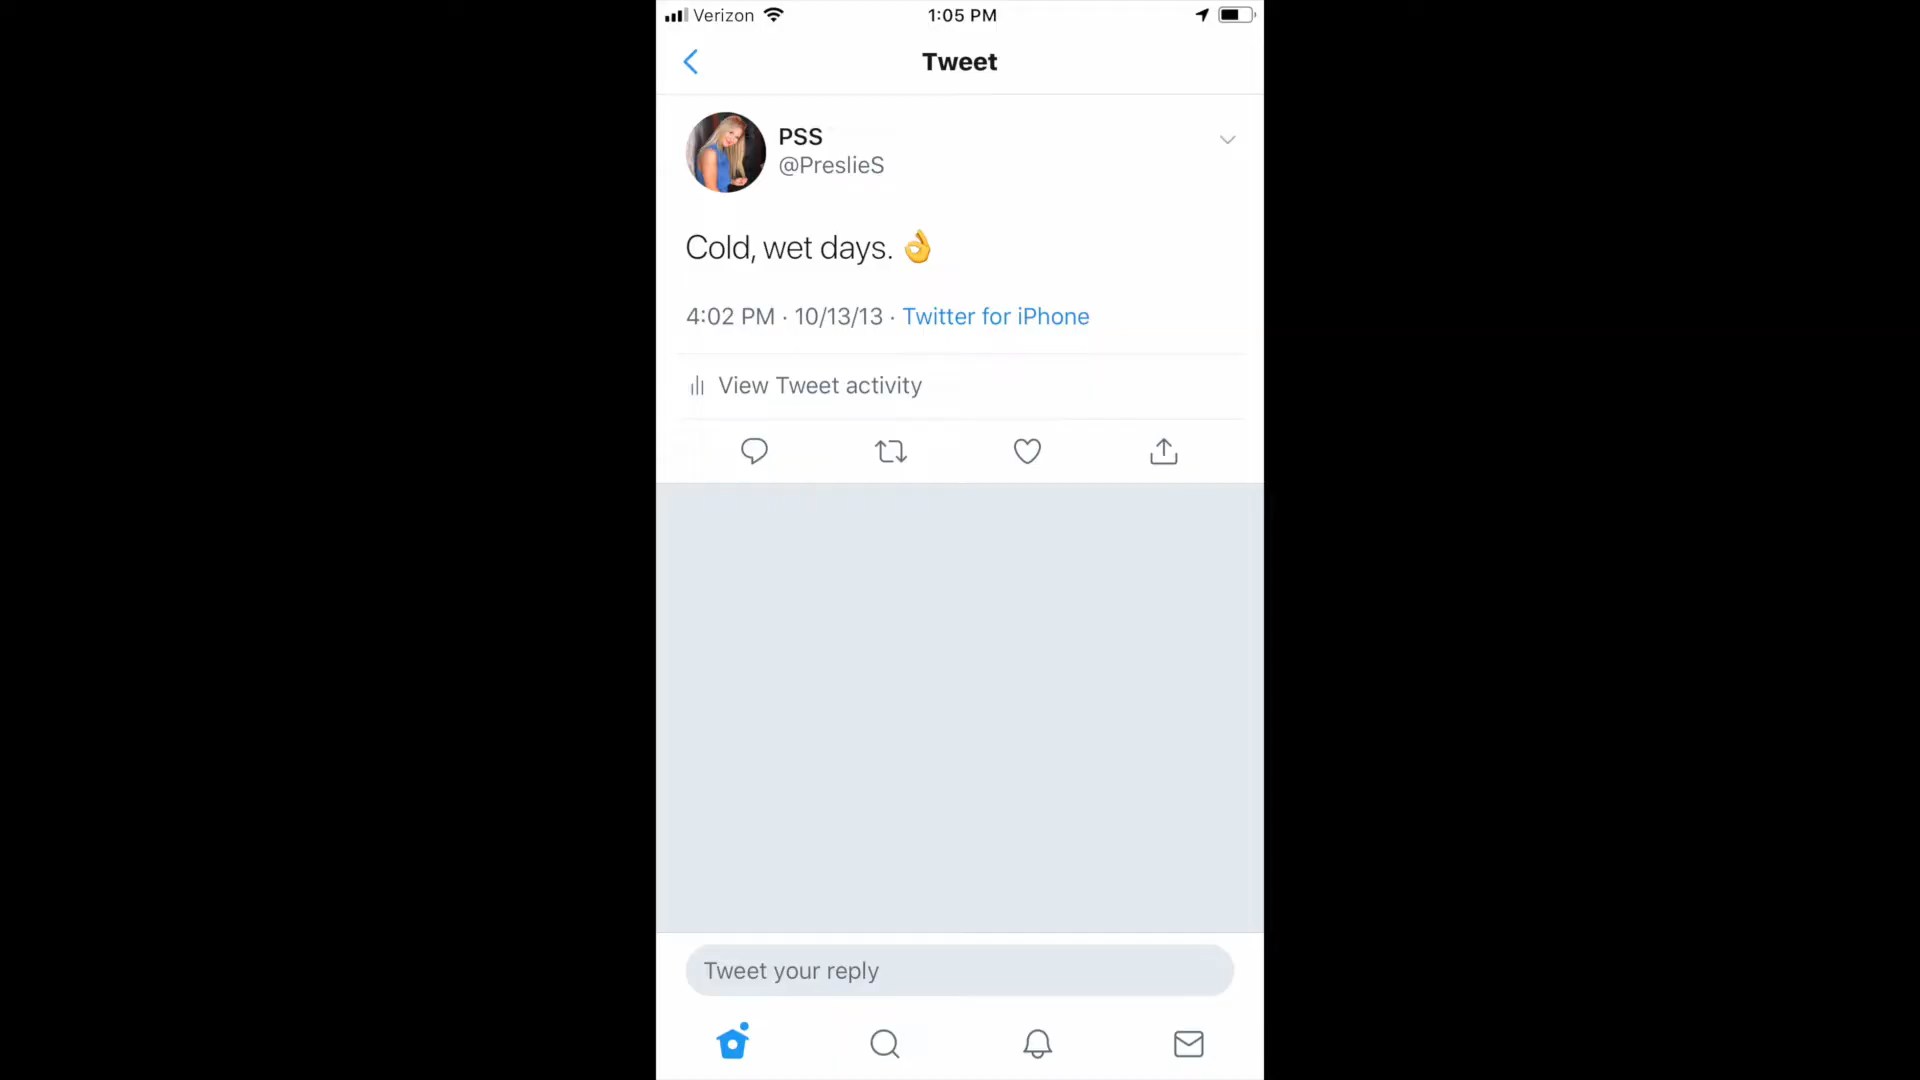 Verizon 1:05 PM
Tweet
PSS
@PreslieS
Cold, wet days. 👌
4:02 PM · 10/13/13 · Twitter for iPhone
View Tweet activity
Tweet your reply